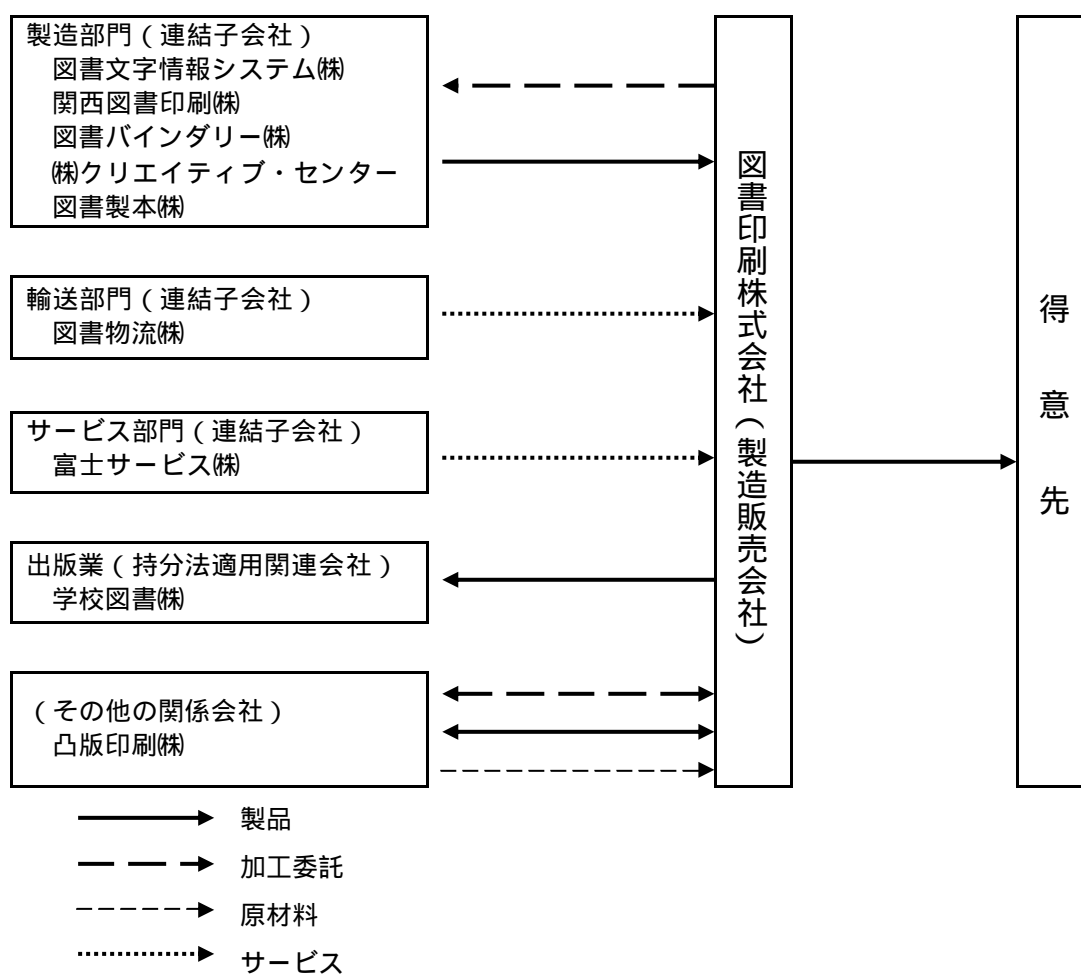 製造部門（連結子会社）
図書文字情報システム㈱
関西図書印刷㈱
図書バインダリー㈱
㈱クリエイティブ・センター
図書製本㈱
輸送部門（連結子会社）
図書物流㈱
サービス部門（連結子会社）
富士サービス㈱
出版業（持分法適用関連会社）
学校図書㈱
（その他の関係会社）
凸版印刷㈱
図書印刷株式会社（製造販売会社）
得意先
製品
加工委託
原材料
サービス